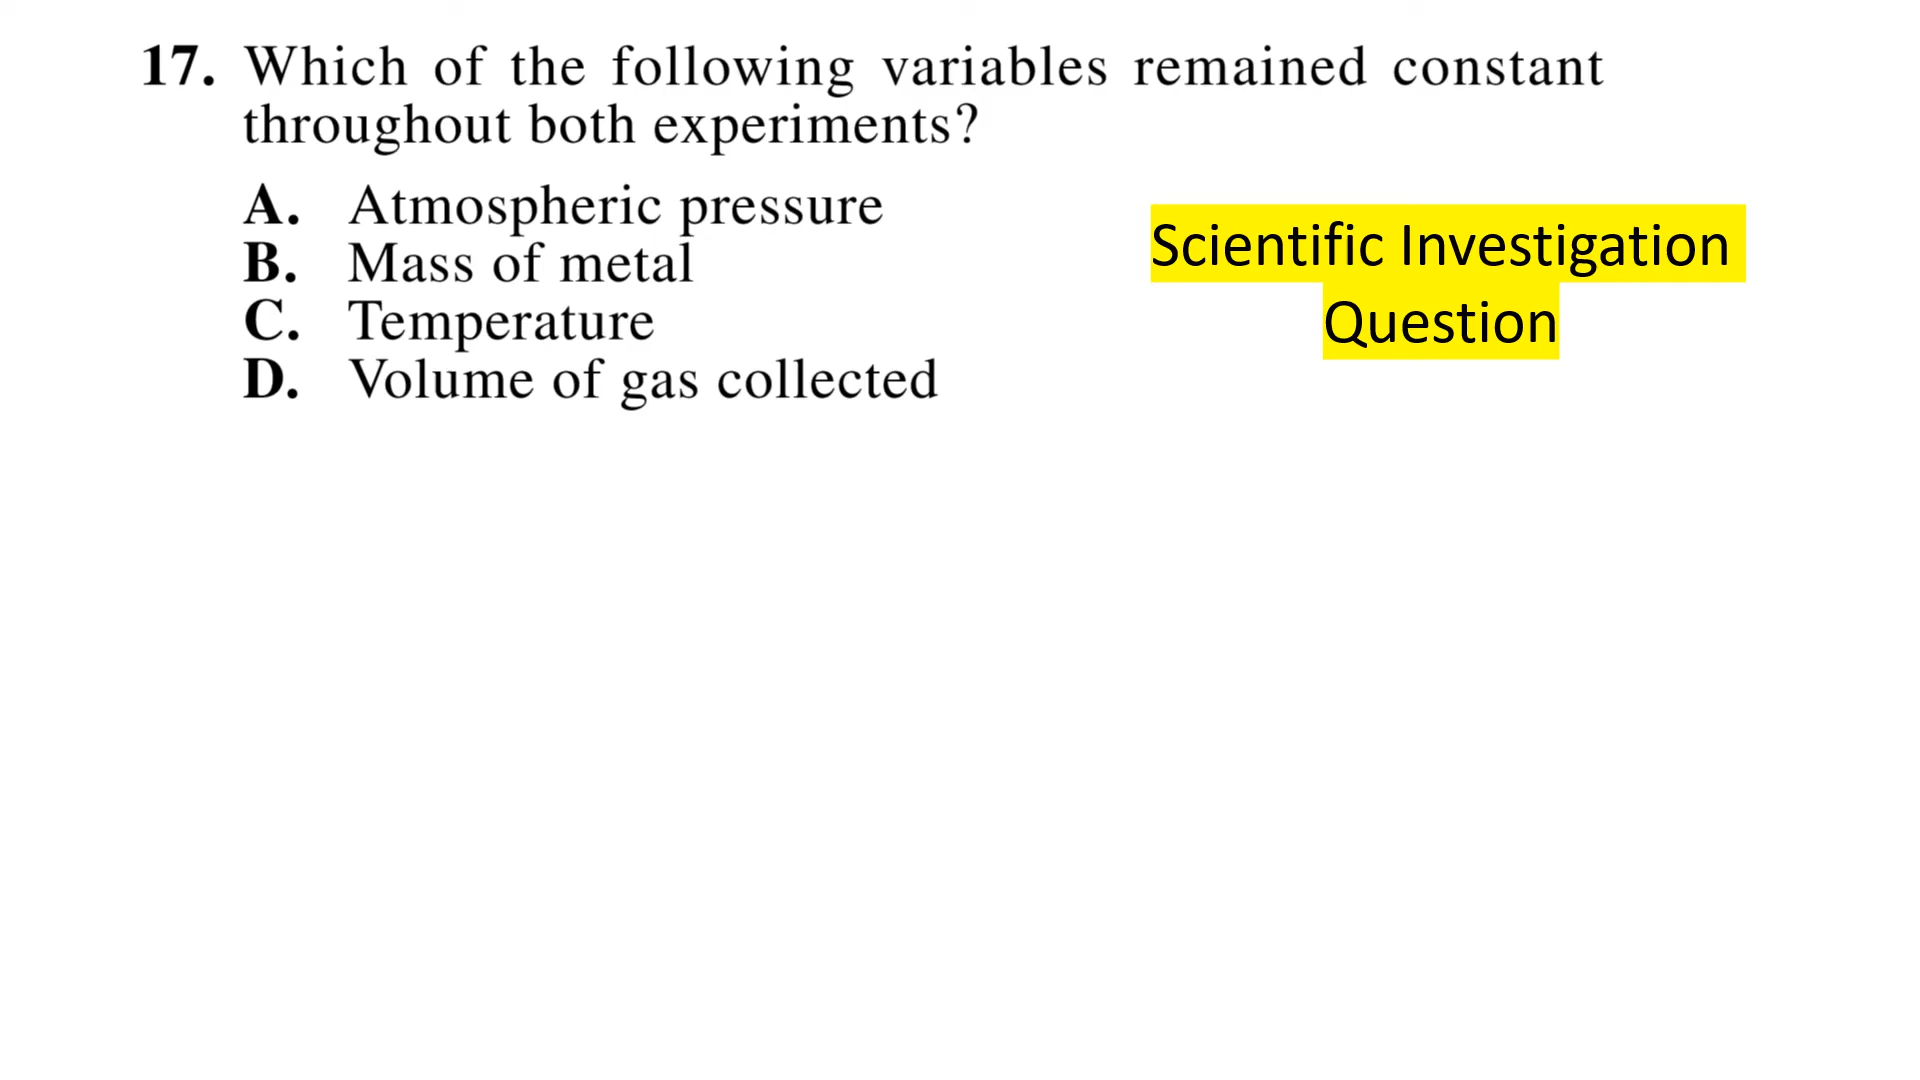 17. Which of the following variables remained constant
throughout both experiments?
A. Atmospheric pressure
B. Mass of metal
C. Temperature
D. Volume of gas collected
Scientific Investigation
Question